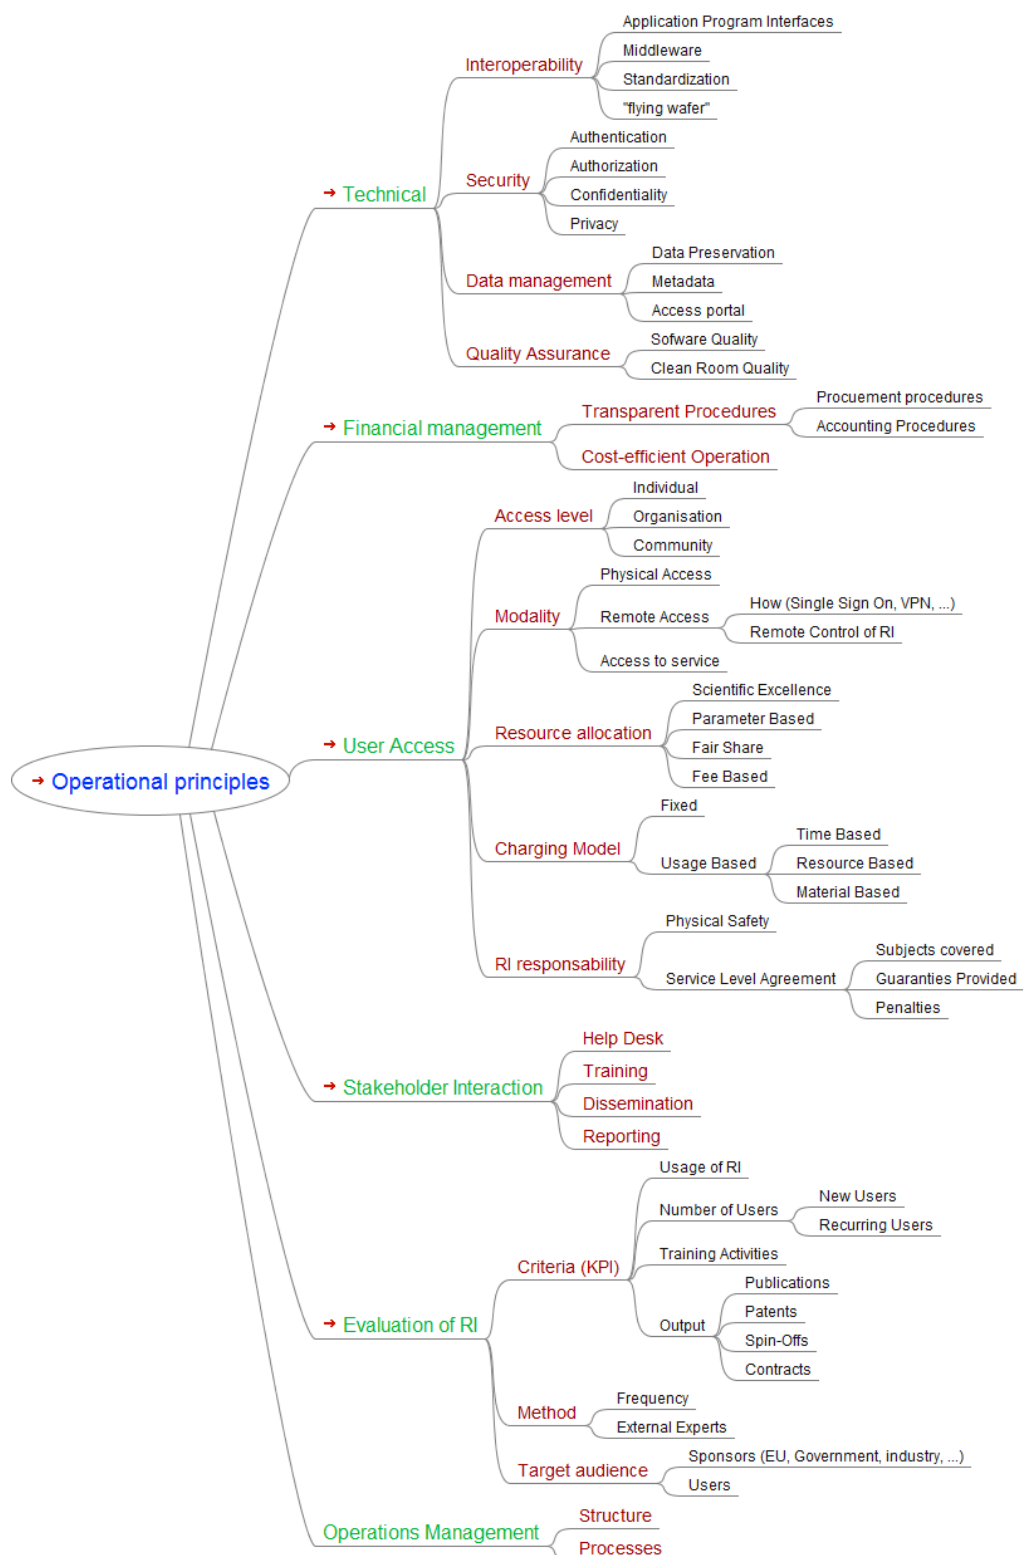 Operational principles
Technical
Interoperability
Application Program Interfaces
Middleware
Standardization
"flying wafer"
Security
Authentication
Authorization
Confidentiality
Privacy
Data management
Data Preservation
Metadata
Access portal
Quality Assurance
Sofware Quality
Clean Room Quality
Financial management
Transparent Procedures
Procuement procedures
Accounting Procedures
Cost-efficient Operation
User Access
Access level
Individual
Organisation
Community
Modality
Physical Access
Remote Access
How (Single Sign On, VPN, ...)
Remote Control of RI
Access to service
Resource allocation
Scientific Excellence
Parameter Based
Fair Share
Fee Based
Charging Model
Fixed
Usage Based
Time Based
Resource Based
Material Based
RI responsability
Physical Safety
Service Level Agreement
Subjects covered
Guaranties Provided
Penalties
Stakeholder Interaction
Help Desk
Training
Dissemination
Reporting
Evaluation of RI
Criteria (KPI)
Usage of RI
Number of Users
New Users
Recurring Users
Training Activities
Output
Publications
Patents
Spin-Offs
Contracts
Method
Frequency
External Experts
Target audience
Sponsors (EU, Government, industry, ...)
Users
Operations Management
Structure
Processes